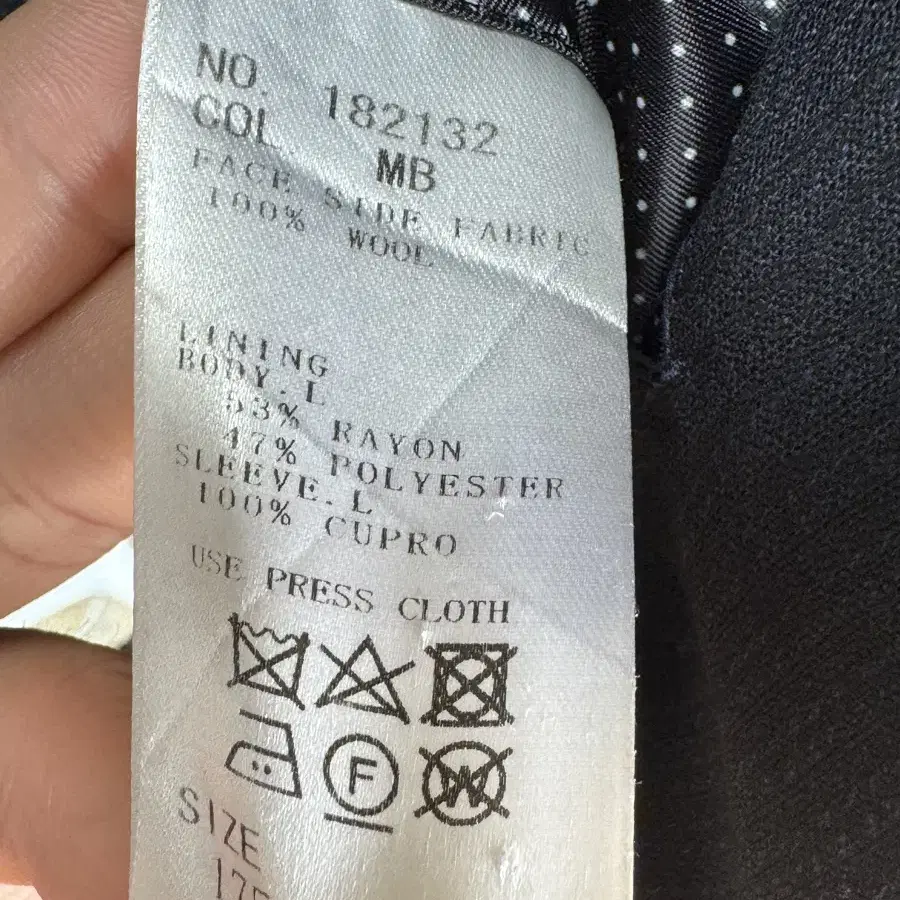 NO. 182132
COL MB
FACE SIDE FABRIC
100% WOOL
LINING
BODY.L
53% RAYON
47% POLYESTER
SLEEVE.L
100% CUPRO
USE PRESS CLOTH
F
W
SIZE